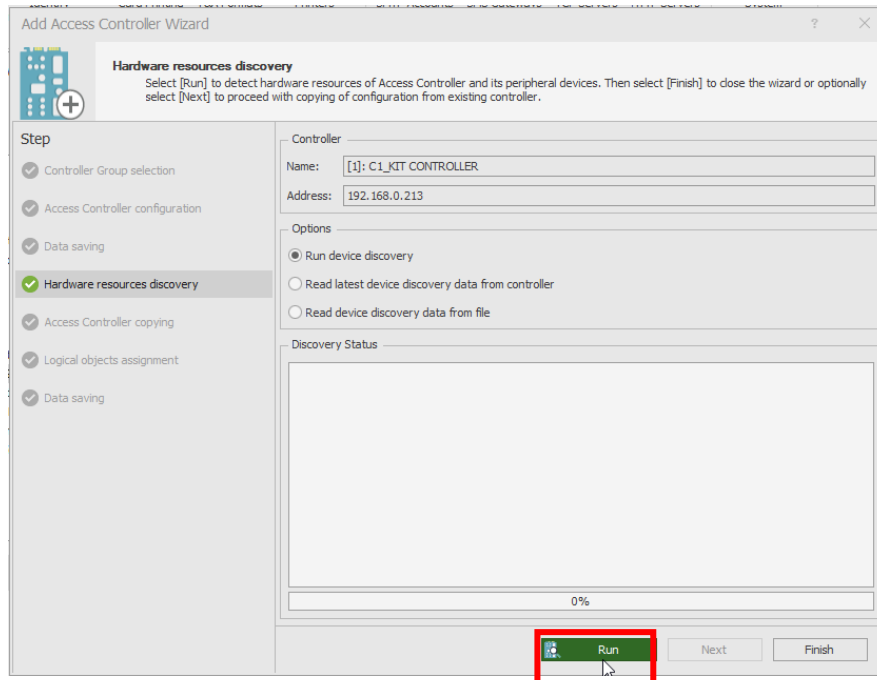 Add Access Controller Wizard
?
Hardware resources discovery
Select [Run] to detect hardware resources of Access Controller and its peripheral devices. Then select [Finish] to close the wizard or optionally
select [Next] to proceed with copying of configuration from existing controller.
Step
Controller Group selection
Access Controller configuration
Data saving
Hardware resources discovery
Access Controller copying
Logical objects assignment
Data saving
Controller
Name: [1]: C1_KIT CONTROLLER
Address: 192.168.0.213
Options
Run device discovery
Read latest device discovery data from controller
Read device discovery data from file
Discovery Status
0%
Run Next Finish